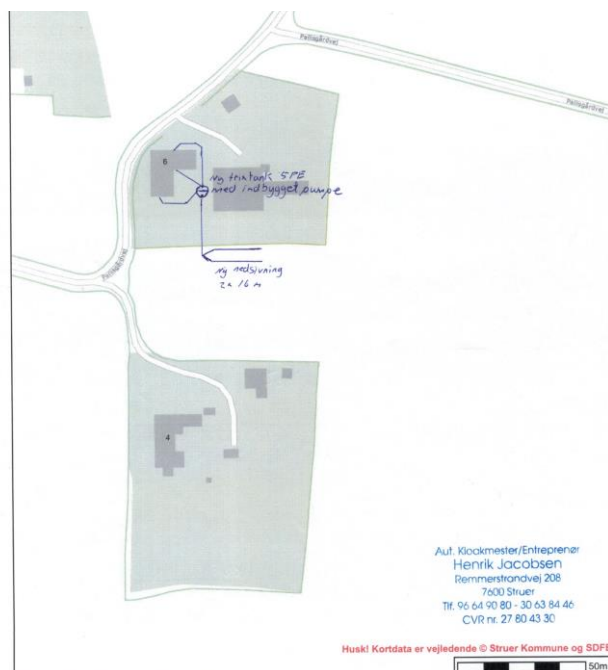 Pallisgårdvej
Pallisgårdvej
6
Ny trixtank 5PE
med indbygget pumpe
Pallisgårdvej
Ny nedsivning
2 x 16 m
4
Aut. Kloakmester/Entreprenør
Henrik Jacobsen
Remmerstrandvej 208
7600 Struer
Tlf. 96 64 90 80 - 30 63 84 46
CVR nr. 27 80 43 30
Husk! Kortdata er vejledende © Struer Kommune og SDFE
50m